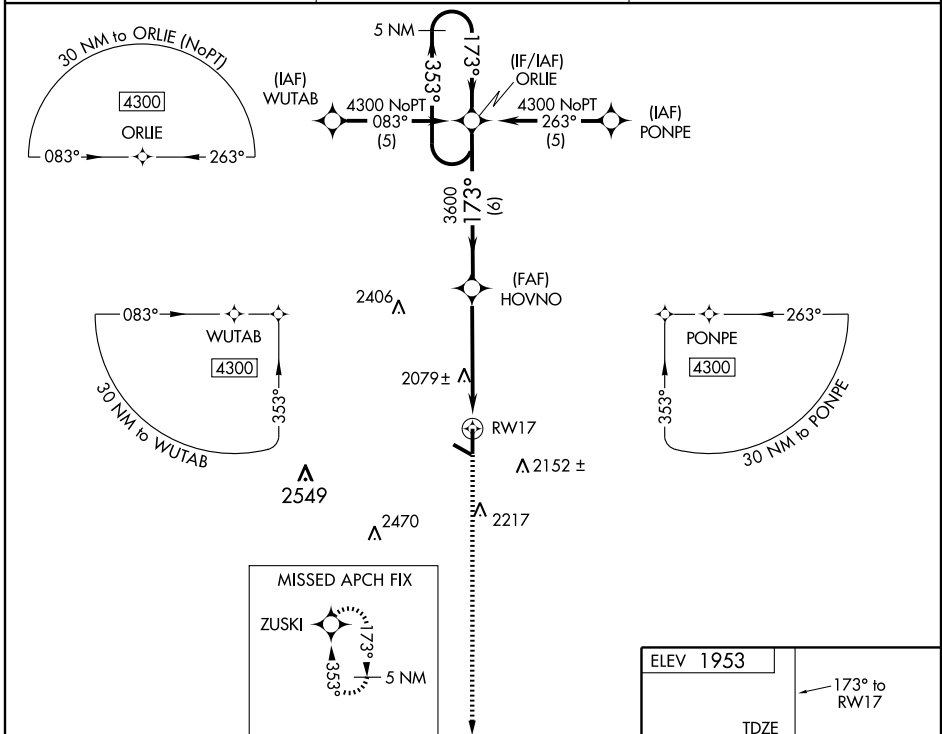 30 NM to ORLIE (NoPT)
4300
ORLIE
083°
263°
5 NM
353°
173°
(IF/IAF)
ORLIE
(IAF)
WUTAB
4300 NoPT
083°
(5)
4300 NoPT
263°
(5)
(IAF)
PONPE
3600
173°
(6)
(FAF)
HOVNO
2406
083°
WUTAB
4300
353°
30 NM to WUTAB
263°
PONPE
4300
353°
30 NM to PONPE
2079 ±
RW17
2152 ±
2549
2470
2217
MISSED APCH FIX
ZUSKI
173°
353°
5 NM
ELEV 1953
173° to
RW17
TDZE